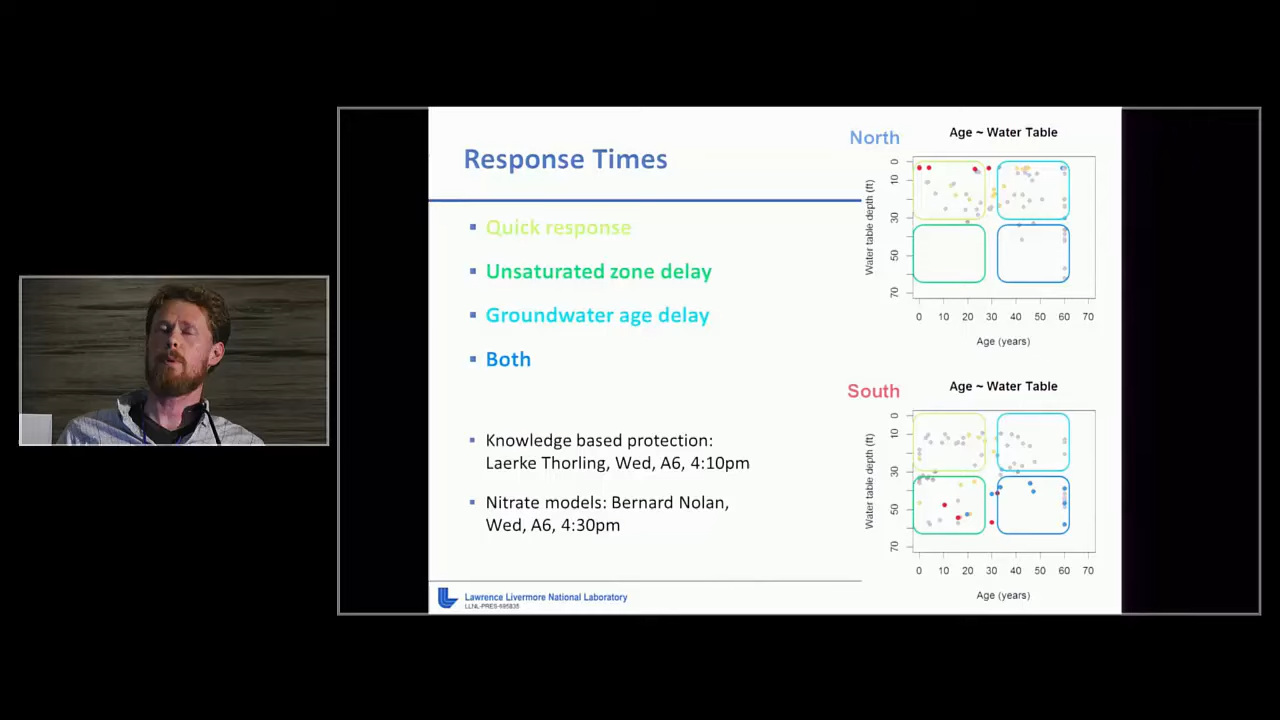 Response Times
Quick response
Unsaturated zone delay
Groundwater age delay
Both
Knowledge based protection:
Laerke Thorling, Wed, A6, 4:10pm
Nitrate models: Bernard Nolan,
Wed, A6, 4:30pm
Lawrence Livermore National Laboratory
LLNL-PRES-695835
North
Age ~ Water Table
Water table depth (ft)
0
10
30
50
70
0 10 20 30 40 50 60 70
Age (years)
South
Age ~ Water Table
Water table depth (ft)
0
10
30
50
70
0 10 20 30 40 50 60 70
Age (years)